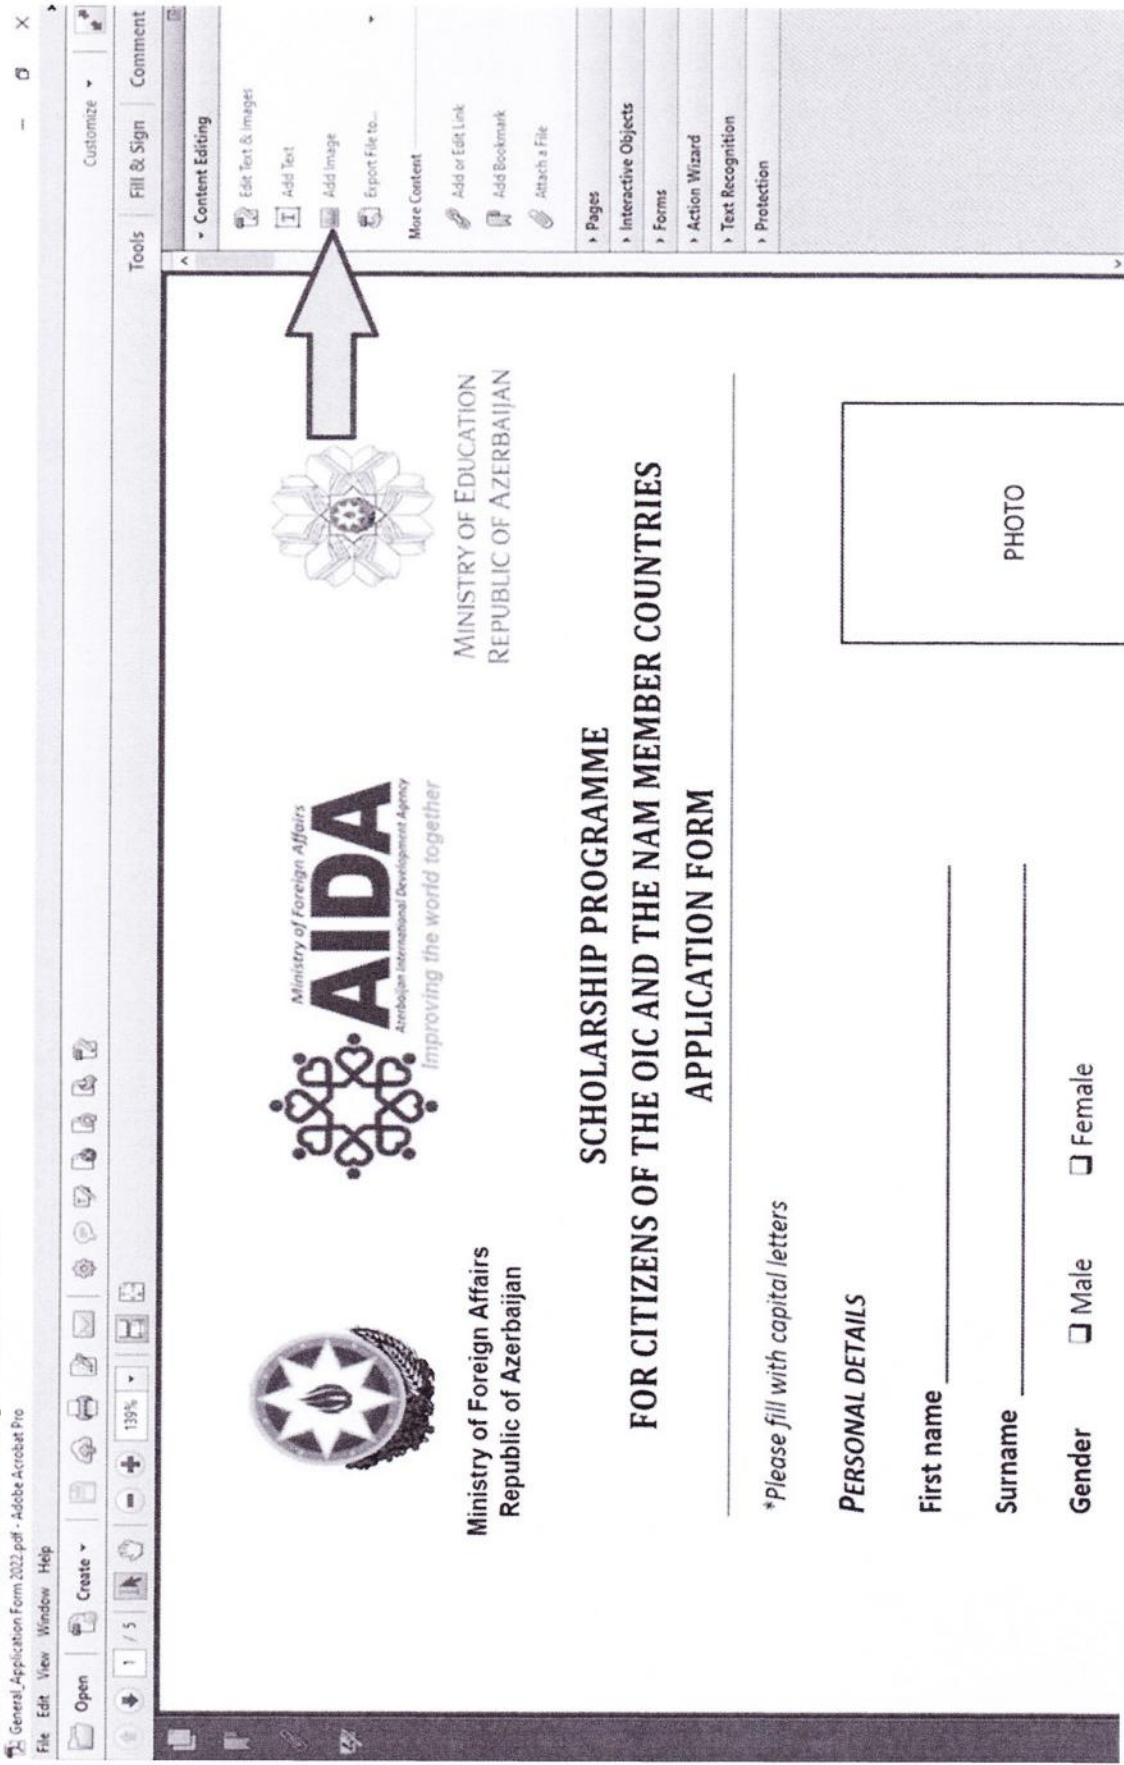 General_Application Form 2022.pdf - Adobe Acrobat Pro
File Edit View Window Help
Open Create Customize
1 / 5 139% Tools Fill & Sign Comment
Content Editing
Edit Text & Images
Add Text
Add Image
Export File to...
More Content
Add or Edit Link
Add Bookmark
Attach a File
Pages
Interactive Objects
Forms
Action Wizard
Text Recognition
Protection
Ministry of Foreign Affairs
Republic of Azerbaijan
Ministry of Foreign Affairs
AIDA
Azerbaijan International Development Agency
Improving the world together
MINISTRY OF EDUCATION
REPUBLIC OF AZERBAIJAN
SCHOLARSHIP PROGRAMME
FOR CITIZENS OF THE OIC AND THE NAM MEMBER COUNTRIES
APPLICATION FORM
*Please fill with capital letters
PERSONAL DETAILS
First name
Surname
Gender Male Female
PHOTO